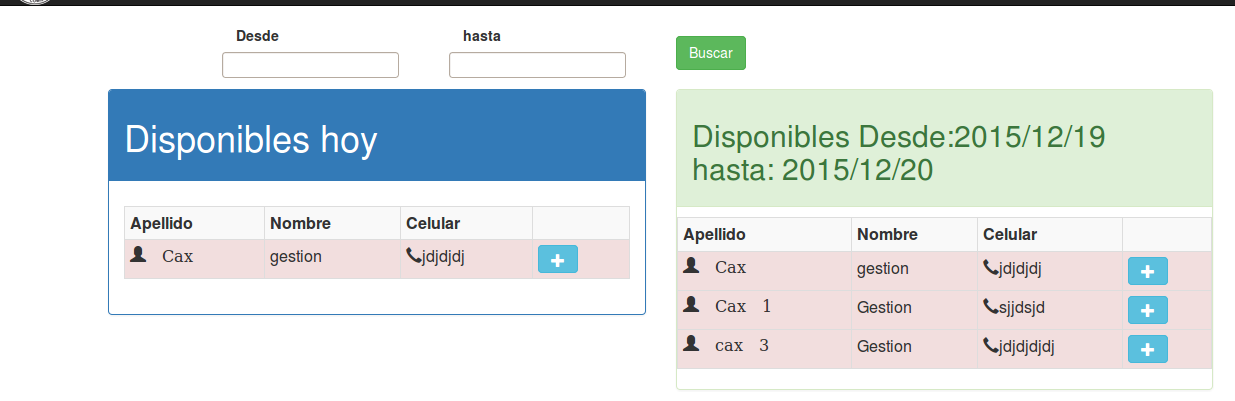 Desde hasta
Buscar
Disponibles hoy
Apellido Nombre Celular
Cax gestion jdjdjdj
Disponibles Desde:2015/12/19
hasta: 2015/12/20
Apellido Nombre Celular
Cax gestion jdjdjdj
Cax 1 Gestion sjjdsjd
cax 3 Gestion jdjdjdjdj